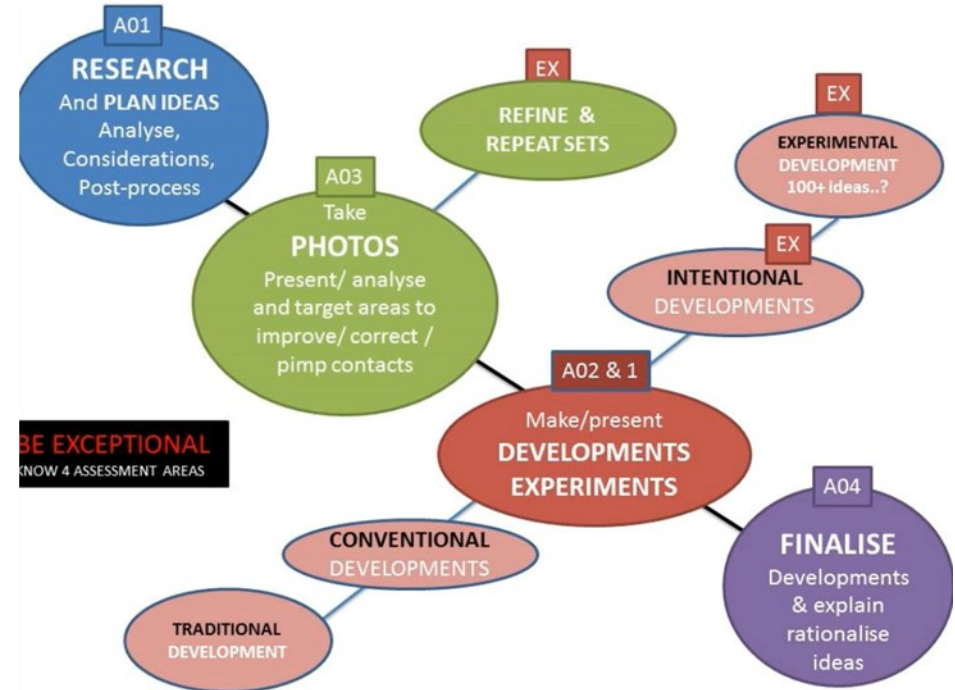 A01
RESEARCH
And PLAN IDEAS
Analyse,
Considerations,
Post-process
EX
REFINE &
REPEAT SETS
EX
EXPERIMENTAL
DEVELOPMENT
100+ ideas..?
A03
Take
PHOTOS
Present/ analyse
and target areas to
improve/ correct /
pimp contacts
EX
INTENTIONAL
DEVELOPMENTS
A02 & 1
Make/present
DEVELOPMENTS
EXPERIMENTS
BE EXCEPTIONAL
KNOW 4 ASSESSMENT AREAS
A04
FINALISE
Developments
& explain
rationalise
ideas
CONVENTIONAL
DEVELOPMENTS
TRADITIONAL
DEVELOPMENT